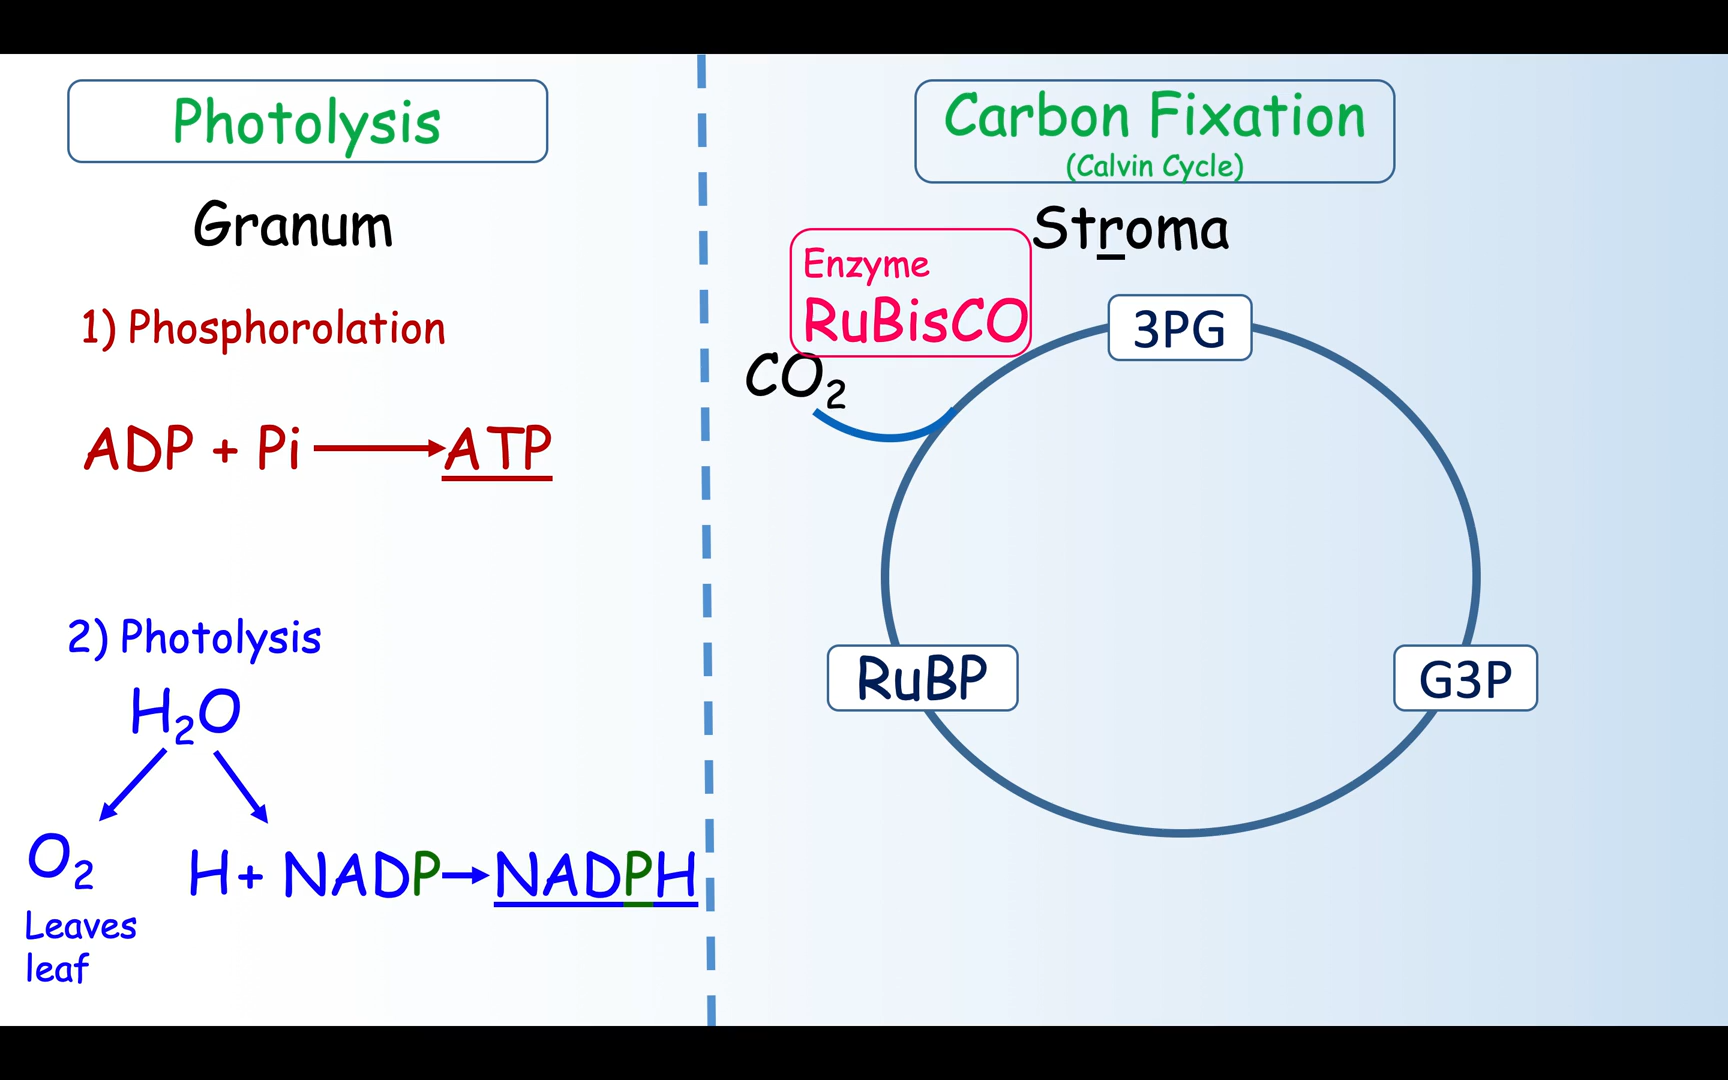 Photolysis
Granum
1) Phosphorolation
ADP + Pi ATP
2) Photolysis
H₂O
O₂
Leaves
leaf
H+ NADP NADPH
Carbon Fixation
(Calvin Cycle)
Stroma
Enzyme
RuBisCO
CO₂
3PG
RuBP
G3P